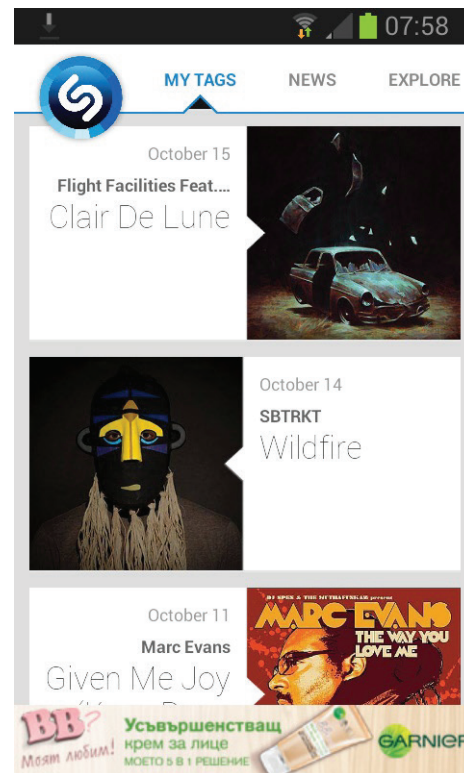 07:58
MY TAGS NEWS EXPLORE
October 15
Flight Facilities Feat....
Clair De Lune
October 14
SBTRKT
Wildfire
October 11
Marc Evans
Given Me Joy
MARC EVANS
THE WAY YOU
LOVE ME
BB?
Моят любим!
Усъвършенстващ
крем за лице
МОЕТО 5 В 1 РЕШЕНИЕ
GARNIER